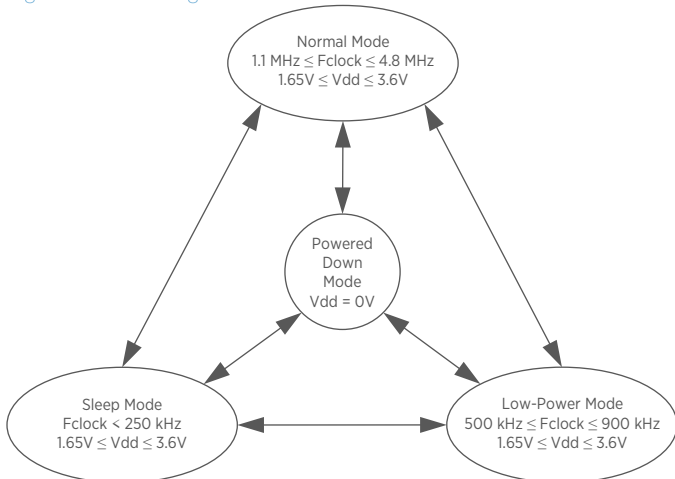 Normal Mode
1.1 MHz ≤ Fclock ≤ 4.8 MHz
1.65V ≤ Vdd ≤ 3.6V
Powered
Down
Mode
Vdd = 0V
Sleep Mode
Fclock < 250 kHz
1.65V ≤ Vdd ≤ 3.6V
Low-Power Mode
500 kHz ≤ Fclock ≤ 900 kHz
1.65V ≤ Vdd ≤ 3.6V